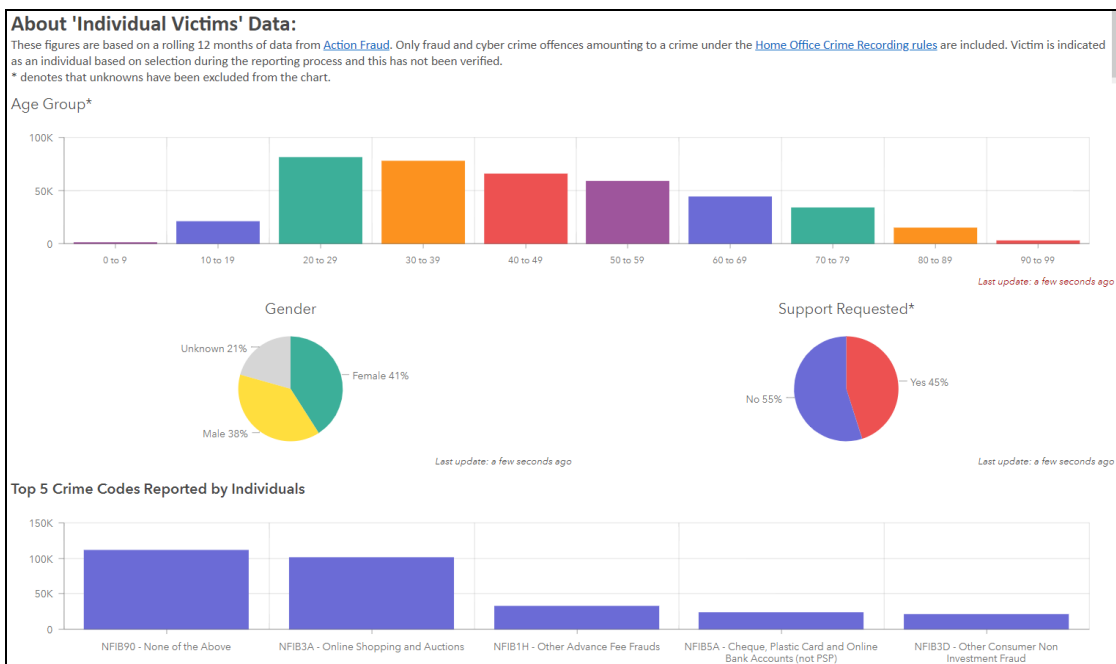 About 'Individual Victims' Data:
These figures are based on a rolling 12 months of data from Action Fraud. Only fraud and cyber crime offences amounting to a crime under the Home Office Crime Recording rules are included. Victim is indicated
as an individual based on selection during the reporting process and this has not been verified.
* denotes that unknowns have been excluded from the chart.
Age Group*
100K
50K
0
0 to 9
10 to 19
20 to 29
30 to 39
40 to 49
50 to 59
60 to 69
70 to 79
80 to 89
90 to 99
Last update: a few seconds ago
Gender
Unknown 21%
Female 41%
Male 38%
Last update: a few seconds ago
Support Requested*
Yes 45%
No 55%
Last update: a few seconds ago
Top 5 Crime Codes Reported by Individuals
150K
100K
50K
0
NFIB90 - None of the Above
NFIB3A - Online Shopping and Auctions
NFIB1H - Other Advance Fee Frauds
NFIB5A - Cheque, Plastic Card and Online
Bank Accounts (not PSP)
NFIB3D - Other Consumer Non
Investment Fraud